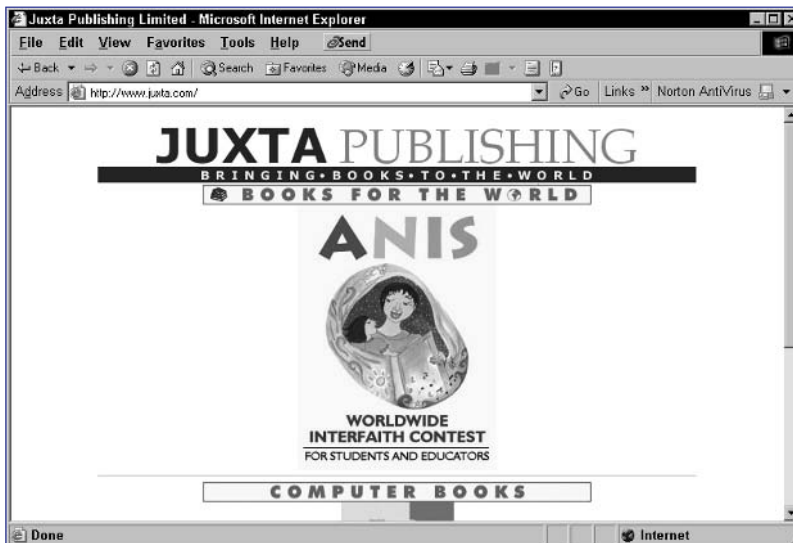 Juxta Publishing Limited - Microsoft Internet Explorer
File Edit View Favorites Tools Help Send
Back Search Favorites Media
Address http://www.juxta.com/ Go Links » Norton AntiVirus
JUXTA PUBLISHING
BRINGING•BOOKS•TO•THE•WORLD
BOOKS FOR THE WORLD
ANIS
WORLDWIDE
INTERFAITH CONTEST
FOR STUDENTS AND EDUCATORS
COMPUTER BOOKS
Done Internet